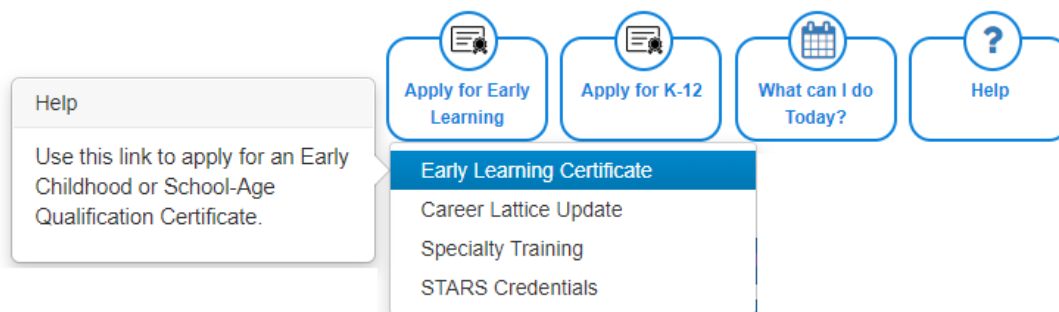 Apply for Early
Learning
Apply for K-12
What can I do
Today?
?
Help
Help
Use this link to apply for an Early
Childhood or School-Age
Qualification Certificate.
Early Learning Certificate
Career Lattice Update
Specialty Training
STARS Credentials